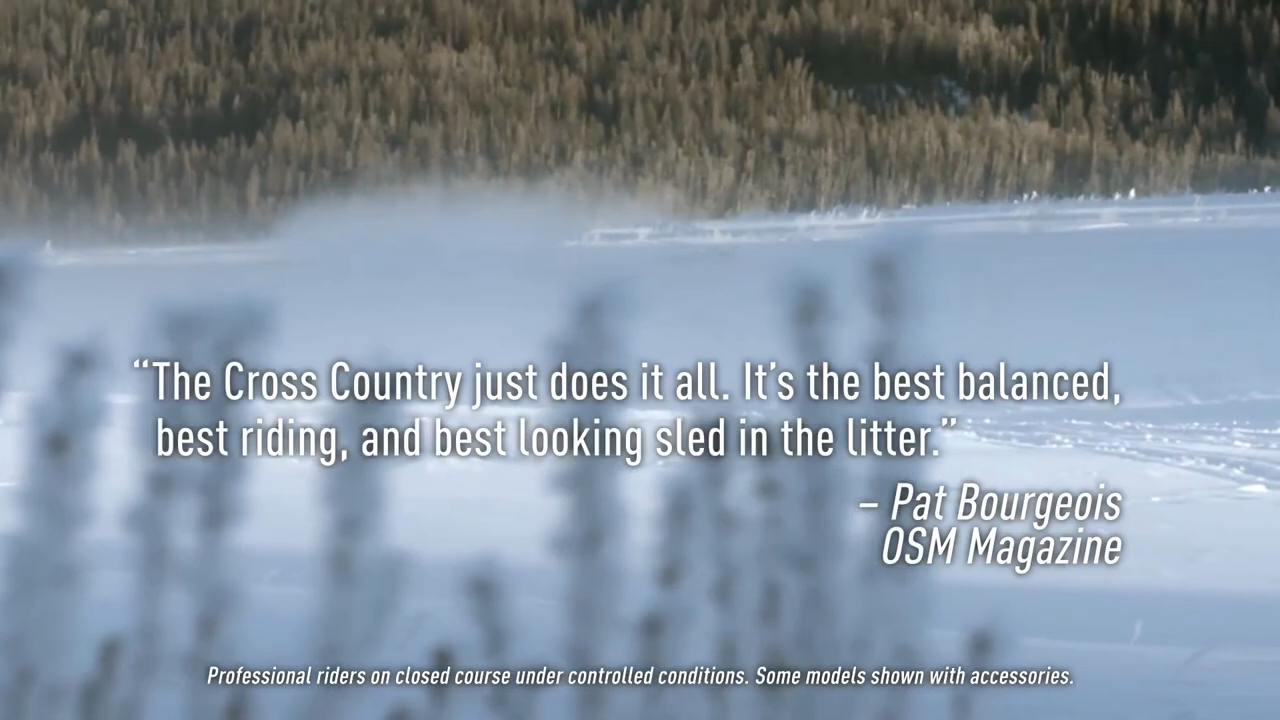 “The Cross Country just does it all. It’s the best balanced,
best riding, and best looking sled in the litter.”
– Pat Bourgeois
OSM Magazine
Professional riders on closed course under controlled conditions. Some models shown with accessories.